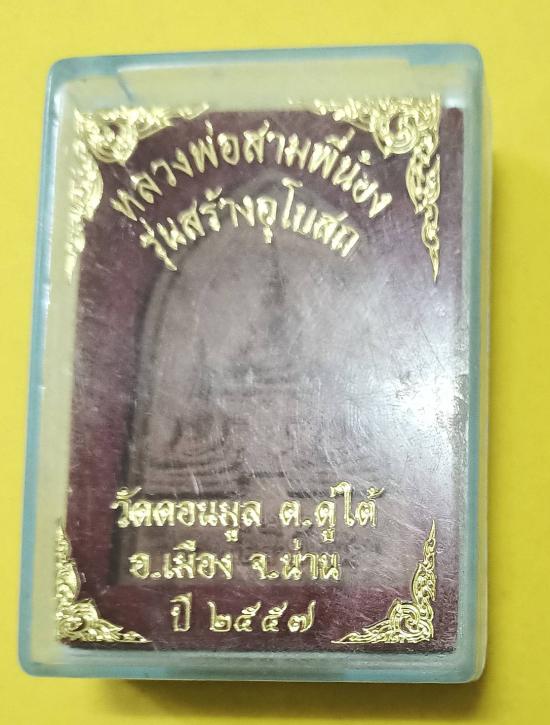 หลวงพ่อสามพี่น้อง
รุ่นสร้างอุโบสถ
วัดดอนมูล ต.ดู่ใต้
อ.เมือง จ.น่าน
ปี ๒๕๕๗